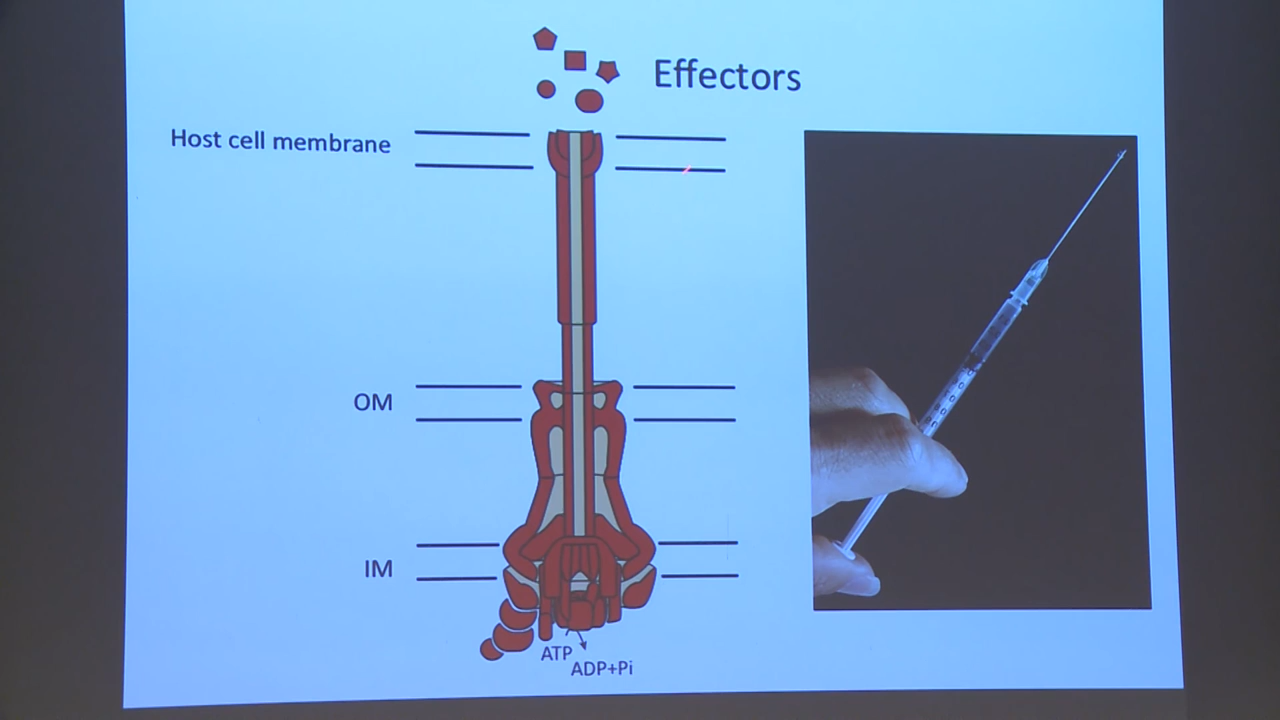 Effectors
Host cell membrane
OM
IM
ATP
ADP+Pi